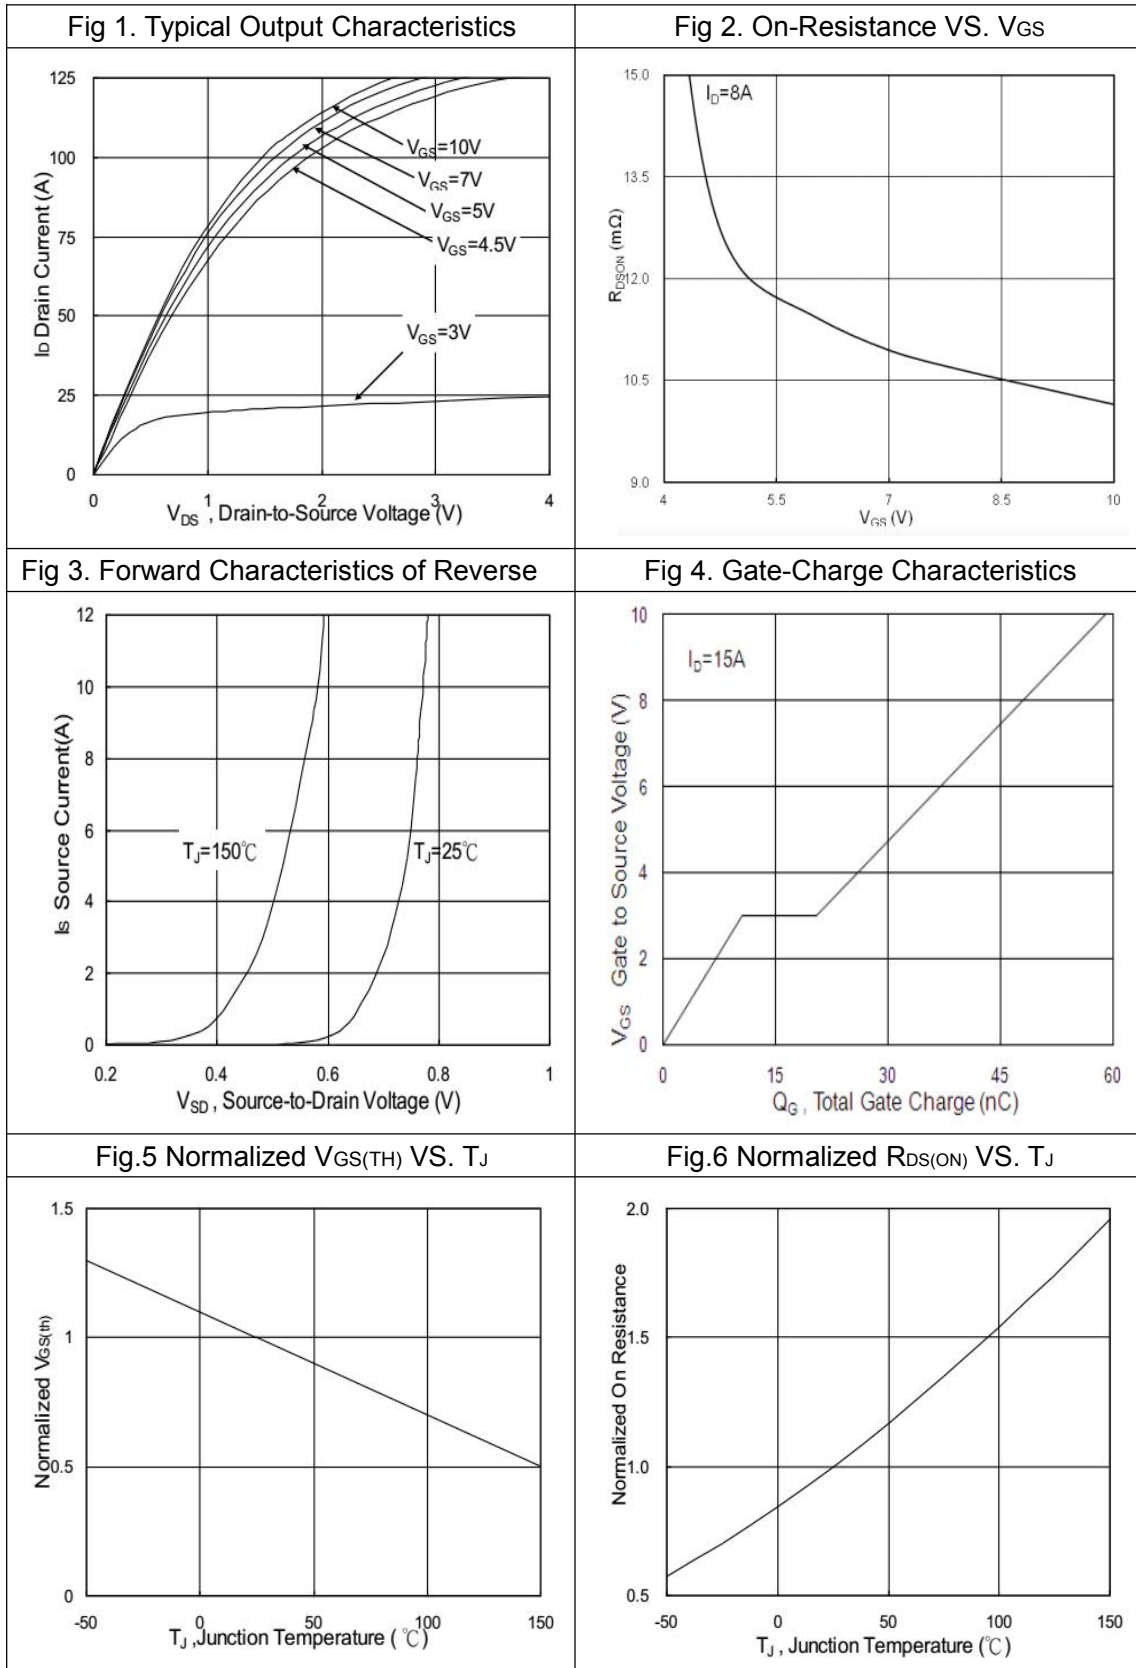 Fig 1. Typical Output Characteristics
125
100
75
50
25
0
ID Drain Current (A)
VGS=10V
VGS=7V
VGS=5V
VGS=4.5V
VGS=3V
0
1
2
3
4
VDS , Drain-to-Source Voltage (V)
Fig 2. On-Resistance VS. VGS
15.0
13.5
12.0
10.5
9.0
RDSON (mΩ)
ID=8A
4
5.5
7
8.5
10
VGS (V)
Fig 3. Forward Characteristics of Reverse
12
10
8
6
4
2
0
IS Source Current(A)
TJ=150℃
TJ=25℃
0.2
0.4
0.6
0.8
1
VSD , Source-to-Drain Voltage (V)
Fig 4. Gate-Charge Characteristics
10
8
6
4
2
0
VGS Gate to Source Voltage (V)
ID=15A
0
15
30
45
60
QG , Total Gate Charge (nC)
Fig.5 Normalized VGS(TH) VS. TJ
1.5
1
0.5
0
Normalized VGS(th)
-50
0
50
100
150
TJ ,Junction Temperature ( ℃)
Fig.6 Normalized RDS(ON) VS. TJ
2.0
1.5
1.0
0.5
Normalized On Resistance
-50
0
50
100
150
TJ , Junction Temperature (℃)